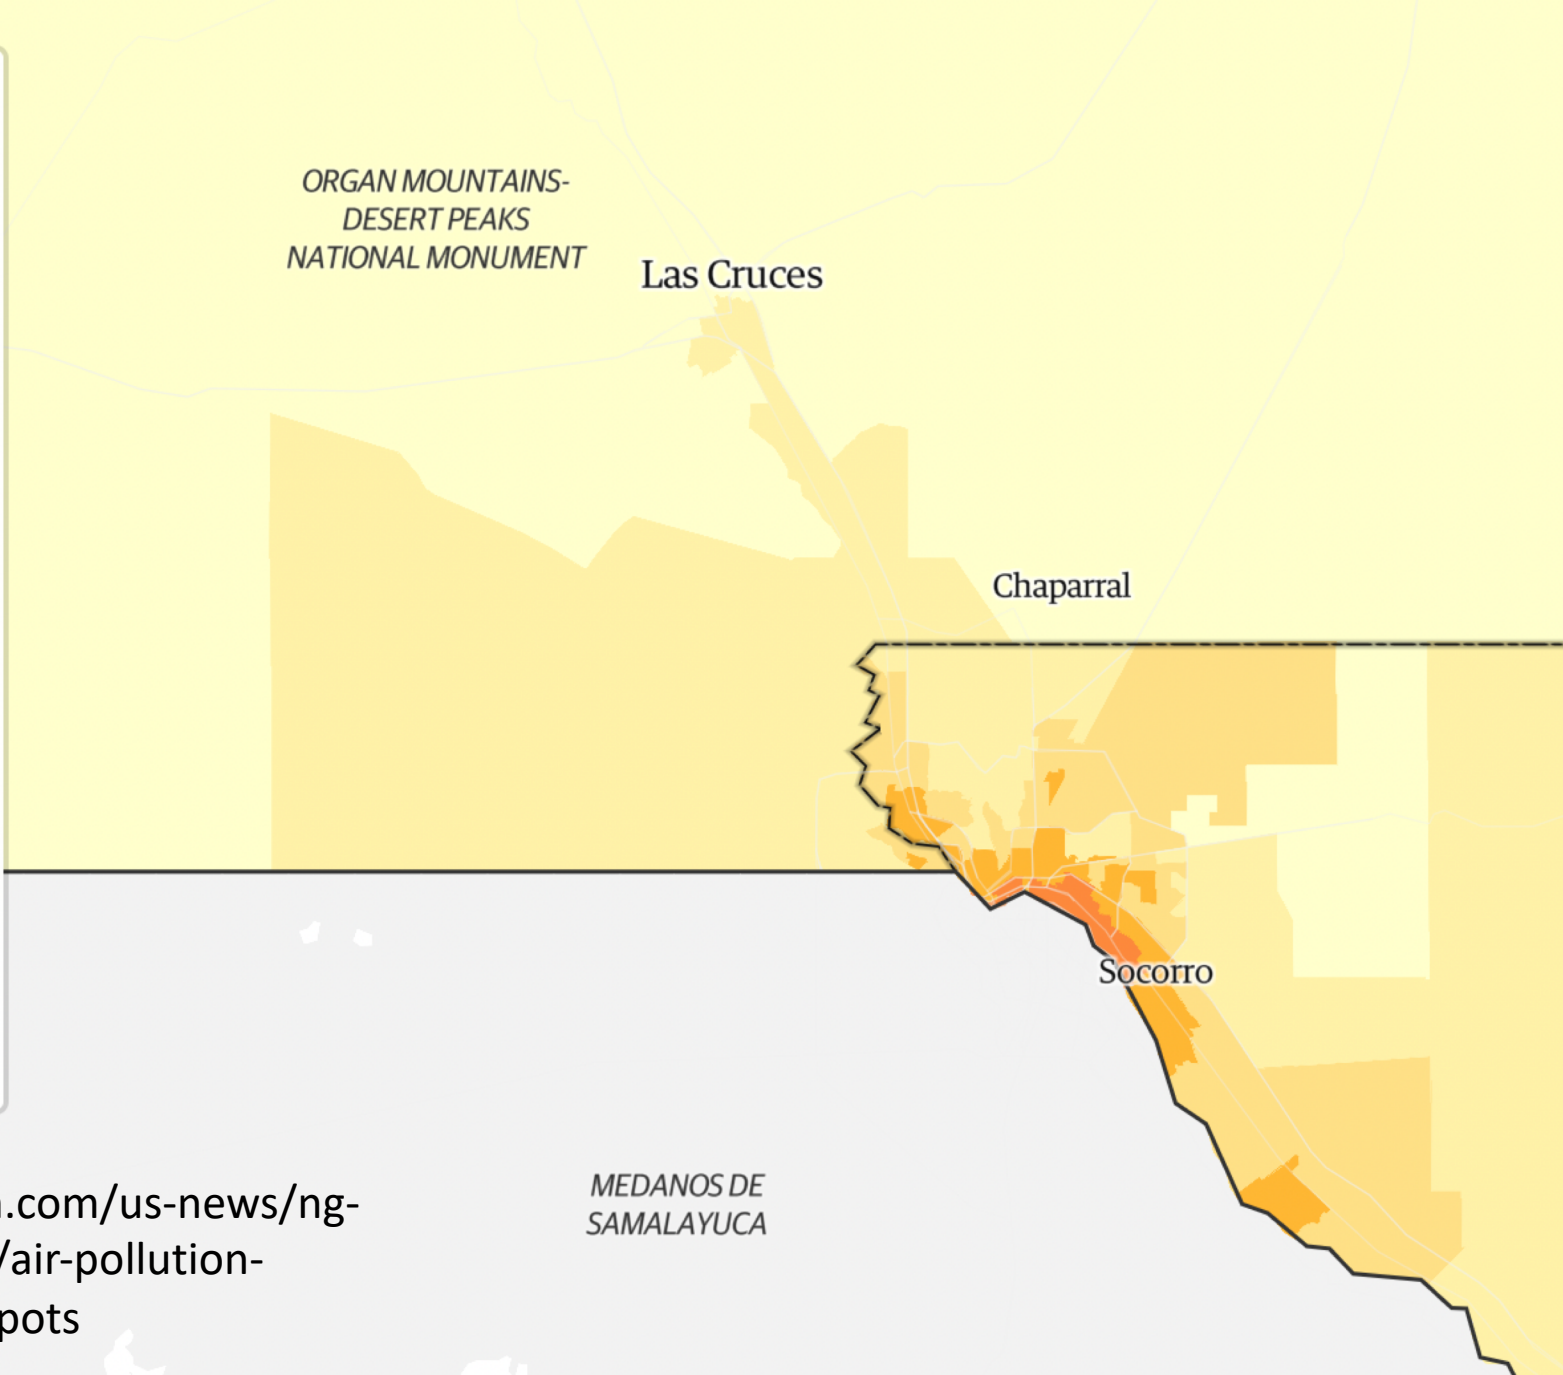 ORGAN MOUNTAINS-
DESERT PEAKS
NATIONAL MONUMENT
Las Cruces
Chaparral
Socorro
MEDANOS DE
SAMALAYUCA
.com/us-news/ng-
/air-pollution-
pots